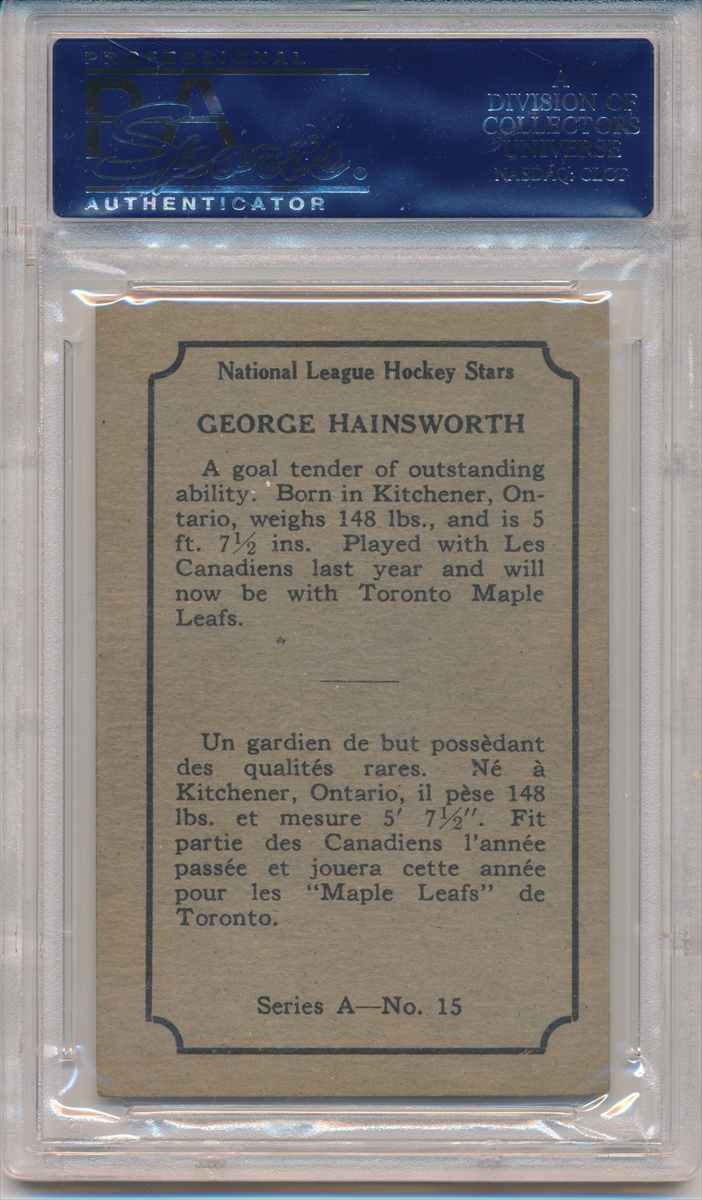 PROFESSIONAL
PSA
Sports®
AUTHENTICATOR
A
DIVISION OF
COLLECTORS
UNIVERSE
NASDAQ: CLCT
National League Hockey Stars
GEORGE HAINSWORTH
A goal tender of outstanding
ability. Born in Kitchener, On-
tario, weighs 148 lbs., and is 5
ft. 7½ ins. Played with Les
Canadiens last year and will
now be with Toronto Maple
Leafs.
Un gardien de but possèdant
des qualités rares. Né à
Kitchener, Ontario, il pèse 148
lbs. et mesure 5′ 7½″. Fit
partie des Canadiens l'année
passée et jouera cette année
pour les "Maple Leafs" de
Toronto.
Series A—No. 15